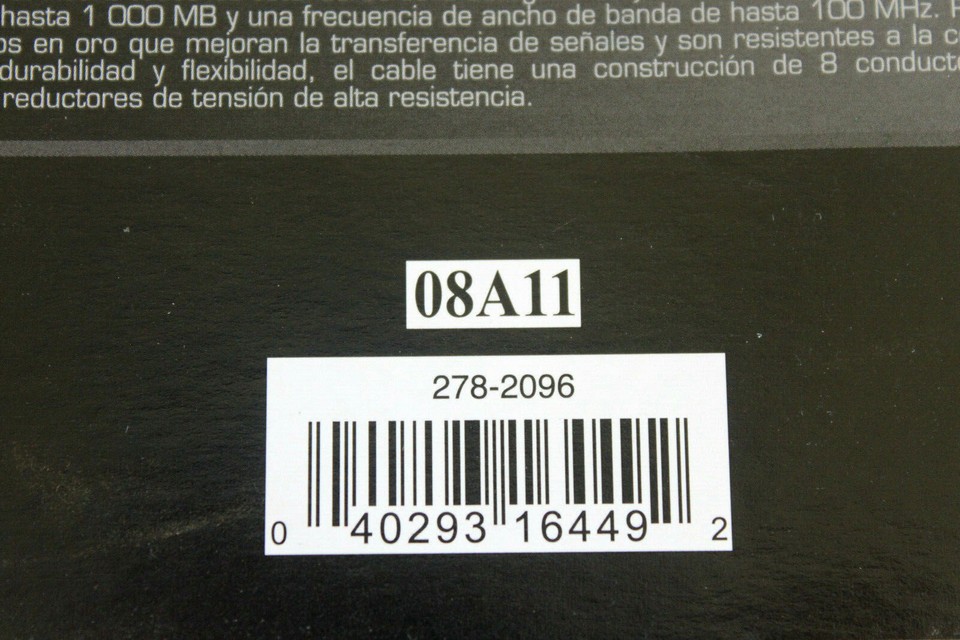 hasta 1 000 MB y una frecuencia de ancho de banda de hasta 100 MHz.
os en oro que mejoran la transferencia de señales y son resistentes a la
durabilidad y flexibilidad, el cable tiene una construcción de 8
reductores de tensión de alta resistencia.
08A11
278-2096
0 40293 16449 2